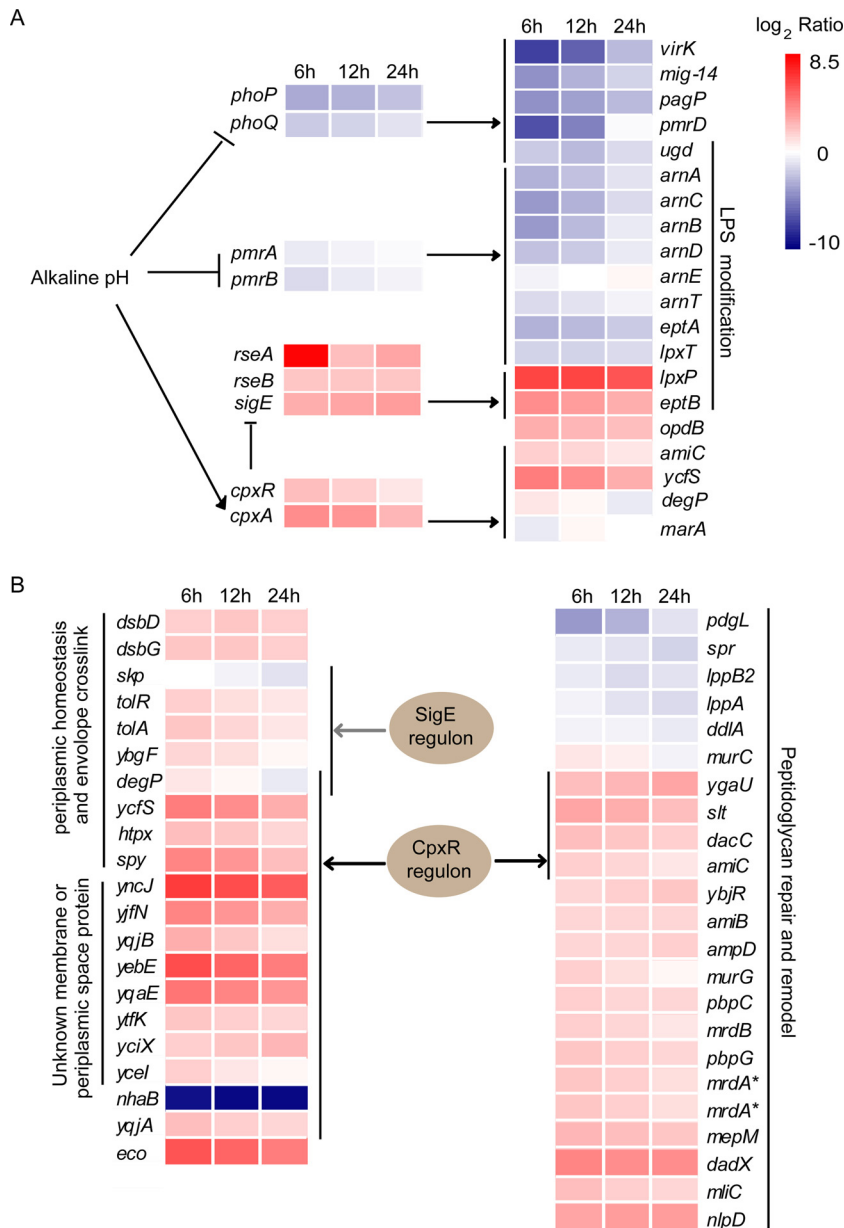 A
6h 12h 24h
phoP
phoQ
Alkaline pH
pmrA
pmrB
rseA
rseB
sigE
cpxR
cpxA
6h 12h 24h
virK
mig-14
pagP
pmrD
ugd
arnA
arnC
arnB
arnD
arnE
arnT
eptA
lpxT
lpxP
eptB
opdB
amiC
ycfS
degP
marA
LPS modification
log2 Ratio
8.5
0
-10
B
6h 12h 24h
periplasmic homeostasis
and envolope crosslink
dsbD
dsbG
skp
tolR
tolA
ybgF
degP
ycfS
htpx
spy
Unknown membrane or
periplasmic space protein
yncJ
yjfN
yqjB
yebE
yqaE
ytfK
yciX
yceI
nhaB
yqjA
eco
SigE
regulon
CpxR
regulon
6h 12h 24h
pdgL
spr
lppB2
lppA
ddlA
murC
ygaU
slt
dacC
amiC
ybjR
amiB
ampD
murG
pbpC
mrdB
pbpG
mrdA*
mrdA*
mepM
dadX
mliC
nlpD
Peptidoglycan repair and remodel